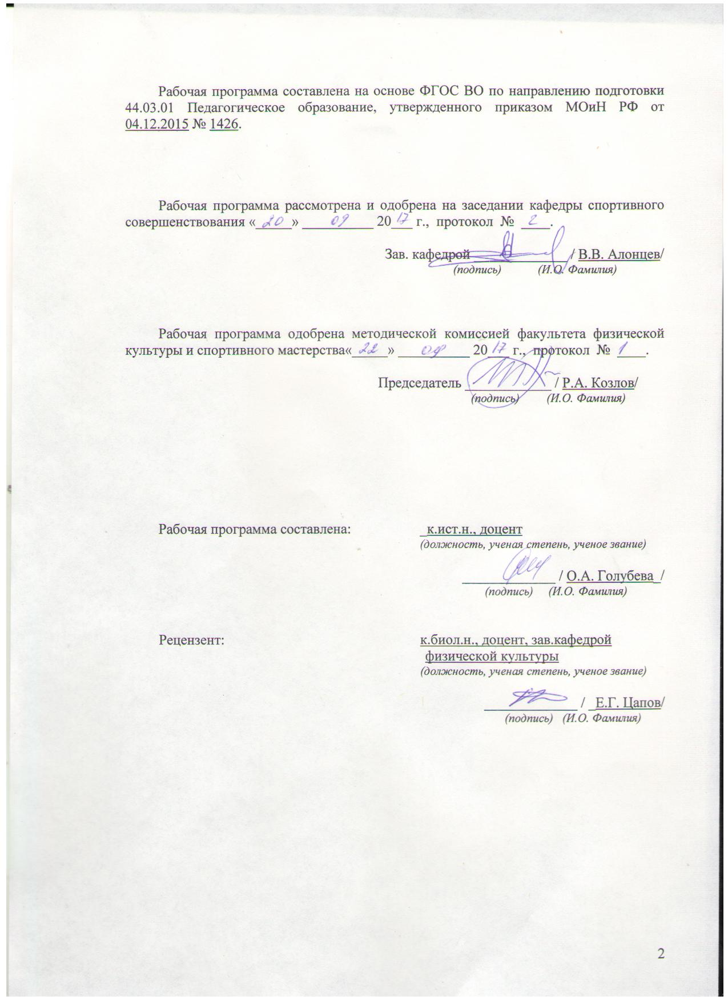 Рабочая программа составлена на основе ФГОС ВО по направлению подготовки
44.03.01 Педагогическое образование, утвержденного приказом МОиН РФ от
04.12.2015 № 1426.
Рабочая программа рассмотрена и одобрена на заседании кафедры спортивного
совершенствования «20» 09 2017 г., протокол № 2.
Зав. кафедрой / В.В. Алонцев/
(подпись) (И.О. Фамилия)
Рабочая программа одобрена методической комиссией факультета физической
культуры и спортивного мастерства«22» 09 2017 г., протокол № 1.
Председатель / Р.А. Козлов/
(подпись) (И.О. Фамилия)
Рабочая программа составлена: к.ист.н., доцент
(должность, ученая степень, ученое звание)
/ О.А. Голубева /
(подпись) (И.О. Фамилия)
Рецензент: к.биол.н., доцент, зав.кафедрой
физической культуры
(должность, ученая степень, ученое звание)
/ Е.Г. Цапов/
(подпись) (И.О. Фамилия)
2